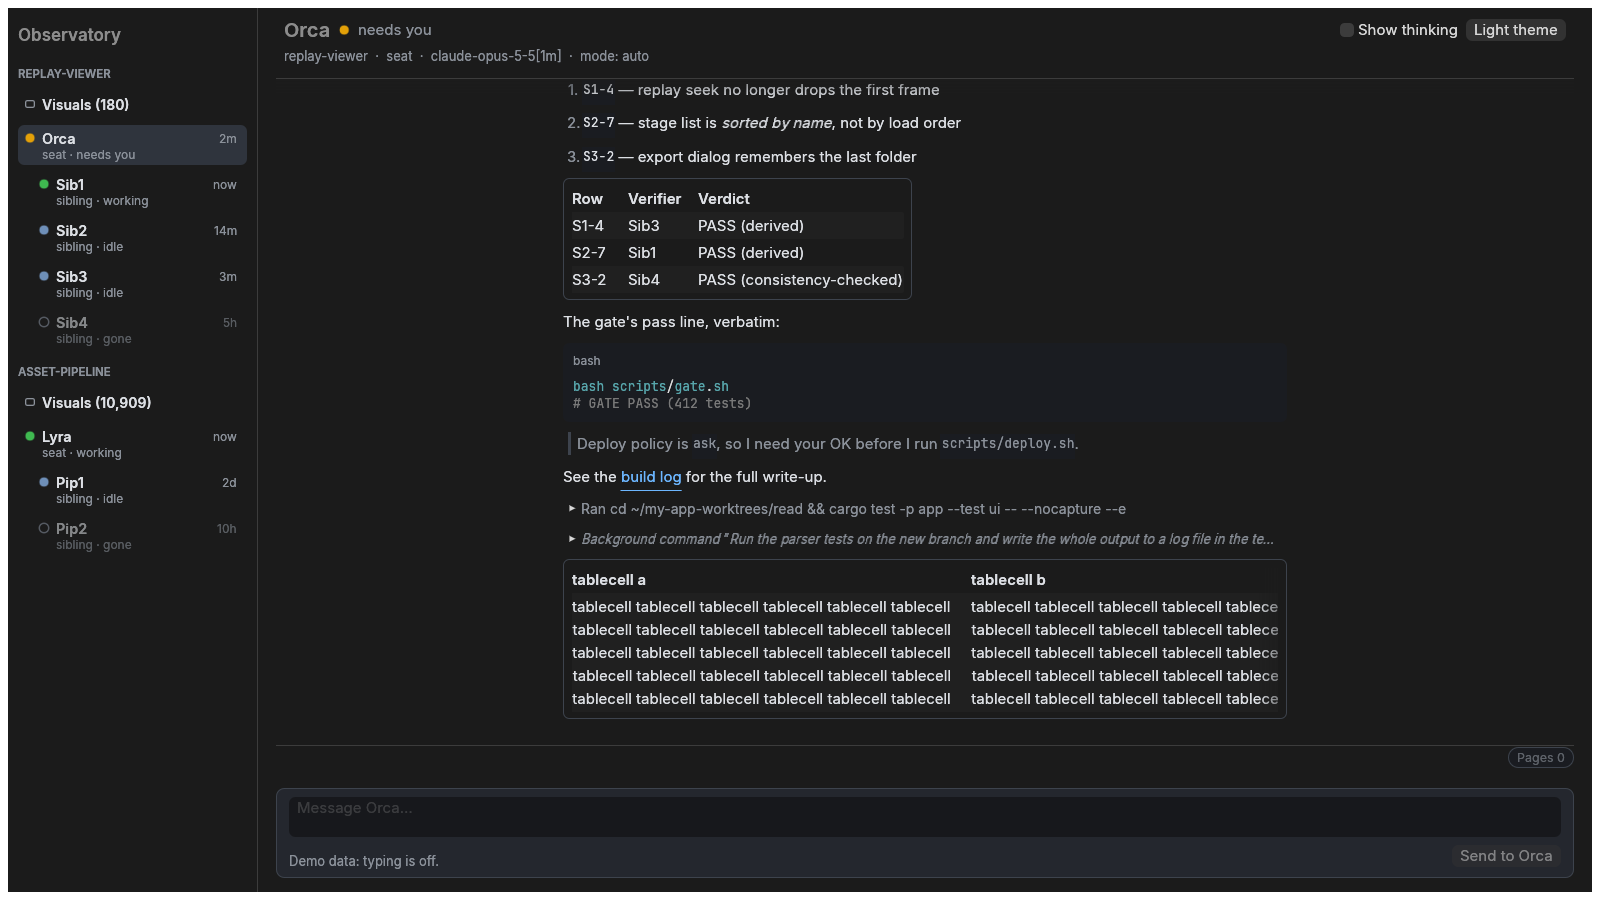 Observatory
REPLAY-VIEWER
Visuals (180)
Orca 2m
seat · needs you
Sib1 now
sibling · working
Sib2 14m
sibling · idle
Sib3 3m
sibling · idle
Sib4 5h
sibling · gone
ASSET-PIPELINE
Visuals (10,909)
Lyra now
seat · working
Pip1 2d
sibling · idle
Pip2 10h
sibling · gone
Orca needs you
Show thinking Light theme
replay-viewer · seat · claude-opus-5-5[1m] · mode: auto
1. S1-4 — replay seek no longer drops the first frame
2. S2-7 — stage list is sorted by name, not by load order
3. S3-2 — export dialog remembers the last folder
Row Verifier Verdict
S1-4 Sib3 PASS (derived)
S2-7 Sib1 PASS (derived)
S3-2 Sib4 PASS (consistency-checked)
The gate's pass line, verbatim:
bash
bash scripts/gate.sh
# GATE PASS (412 tests)
Deploy policy is ask, so I need your OK before I run scripts/deploy.sh.
See the build log for the full write-up.
Ran cd ~/my-app-worktrees/read && cargo test -p app --test ui -- --nocapture --e
Background command "Run the parser tests on the new branch and write the whole output to a log file in the te...
tablecell a tablecell b
tablecell tablecell tablecell tablecell tablecell tablecell tablecell tablecell tablecell tablecell tablece
tablecell tablecell tablecell tablecell tablecell tablecell tablecell tablecell tablecell tablecell tablece
tablecell tablecell tablecell tablecell tablecell tablecell tablecell tablecell tablecell tablecell tablece
tablecell tablecell tablecell tablecell tablecell tablecell tablecell tablecell tablecell tablecell tablece
tablecell tablecell tablecell tablecell tablecell tablecell tablecell tablecell tablecell tablecell tablece
Pages 0
Message Orca...
Demo data: typing is off.
Send to Orca